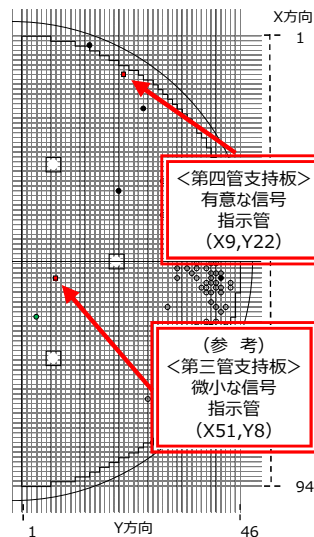 X方向
1
＜第四管支持板＞
有意な信号
指示管
（X9,Y22）
（参 考）
＜第三管支持板＞
微小な信号
指示管
（X51,Y8）
94
1
Y方向
46